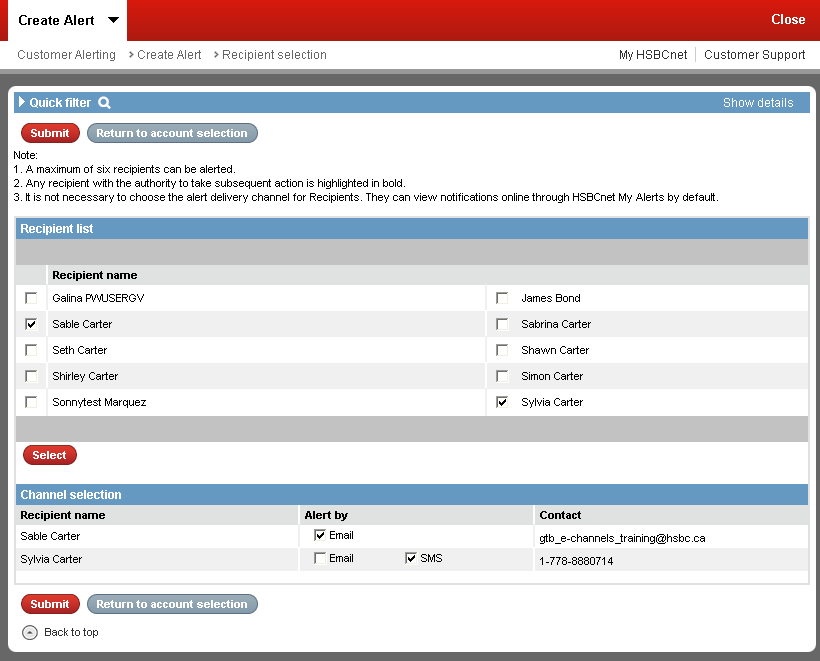 Create Alert
Close
Customer Alerting > Create Alert > Recipient selection
My HSBCnet | Customer Support
Quick filter
Show details
Submit Return to account selection
Note:
1. A maximum of six recipients can be alerted.
2. Any recipient with the authority to take subsequent action is highlighted in bold.
3. It is not necessary to choose the alert delivery channel for Recipients. They can view notifications online through HSBCnet My Alerts by default.
Recipient list
Recipient name
Galina PWUSERGV James Bond
Sable Carter Sabrina Carter
Seth Carter Shawn Carter
Shirley Carter Simon Carter
Sonnytest Marquez Sylvia Carter
Select
Channel selection
Recipient name Alert by Contact
Sable Carter Email gtb_e-channels_training@hsbc.ca
Sylvia Carter Email SMS 1-778-8880714
Submit Return to account selection
Back to top